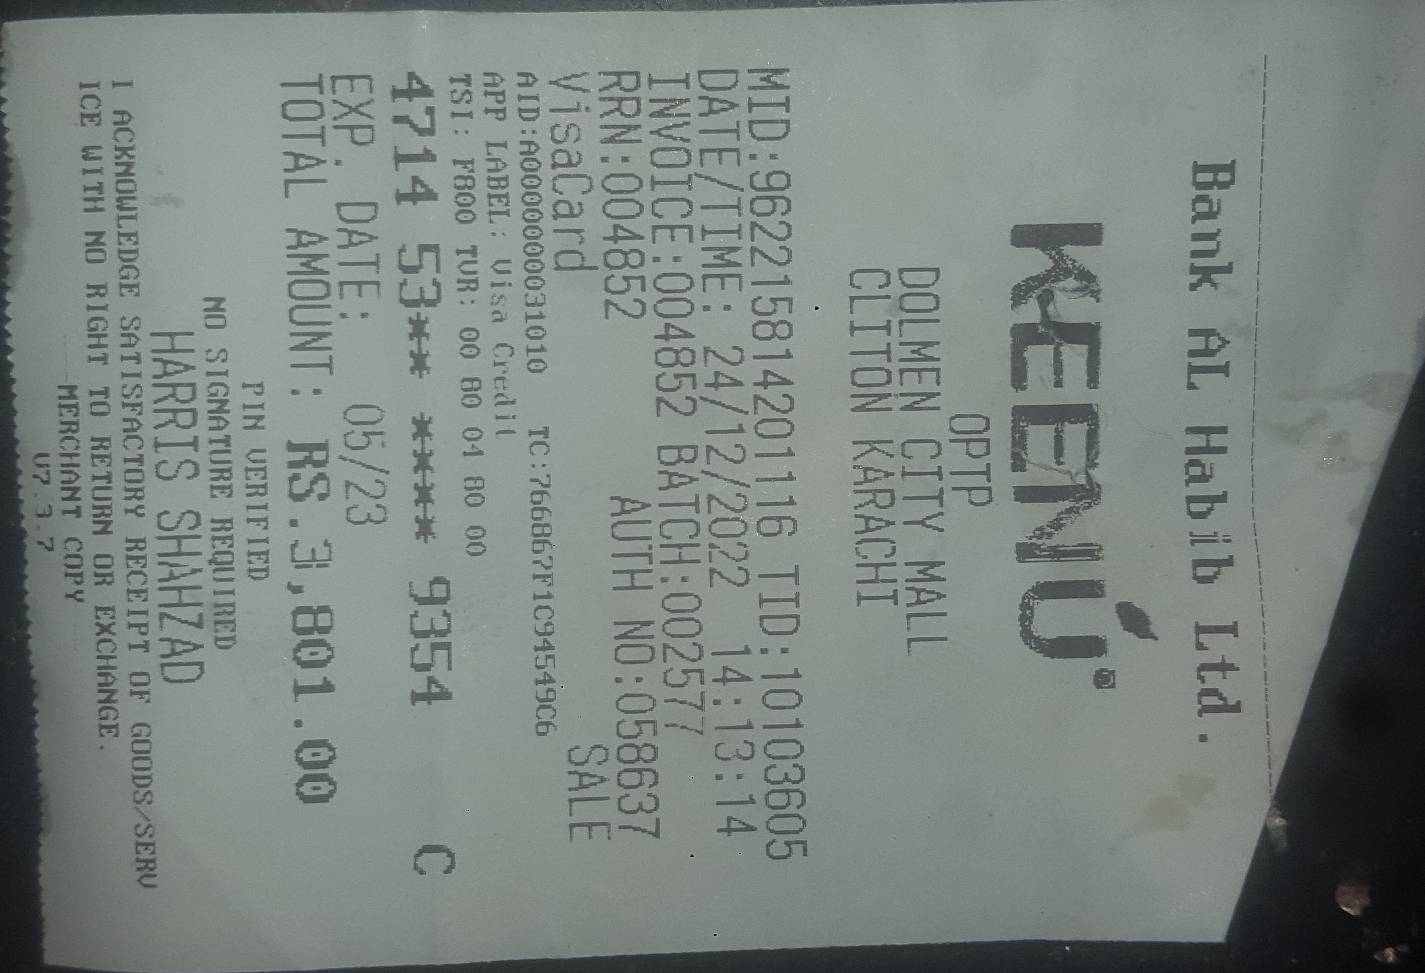 Bank AL Habib Ltd.
KENÚ®
OPTP
DOLMEN CITY MALL
CLITON KARACHI
MID:962215814201116 TID:10103605
DATE/TIME: 24/12/2022 14:13:14
INVOICE:004852 BATCH:002577
RRN:004852 AUTH NO:058637
VisaCard SALE
AID:A0000000031010 TC:766867F1C94549C6
APP LABEL: Visa Credit
TSI: F800 TVR: 00 80 04 80 00
4714 53** **** 9354 C
EXP. DATE: 05/23
TOTAL AMOUNT: RS.3,801.00
PIN VERIFIED
NO SIGNATURE REQUIRED
HARRIS SHAHZAD
I ACKNOWLEDGE SATISFACTORY RECEIPT OF GOODS/SERV
ICE WITH NO RIGHT TO RETURN OR EXCHANGE.
MERCHANT COPY
V7.3.7